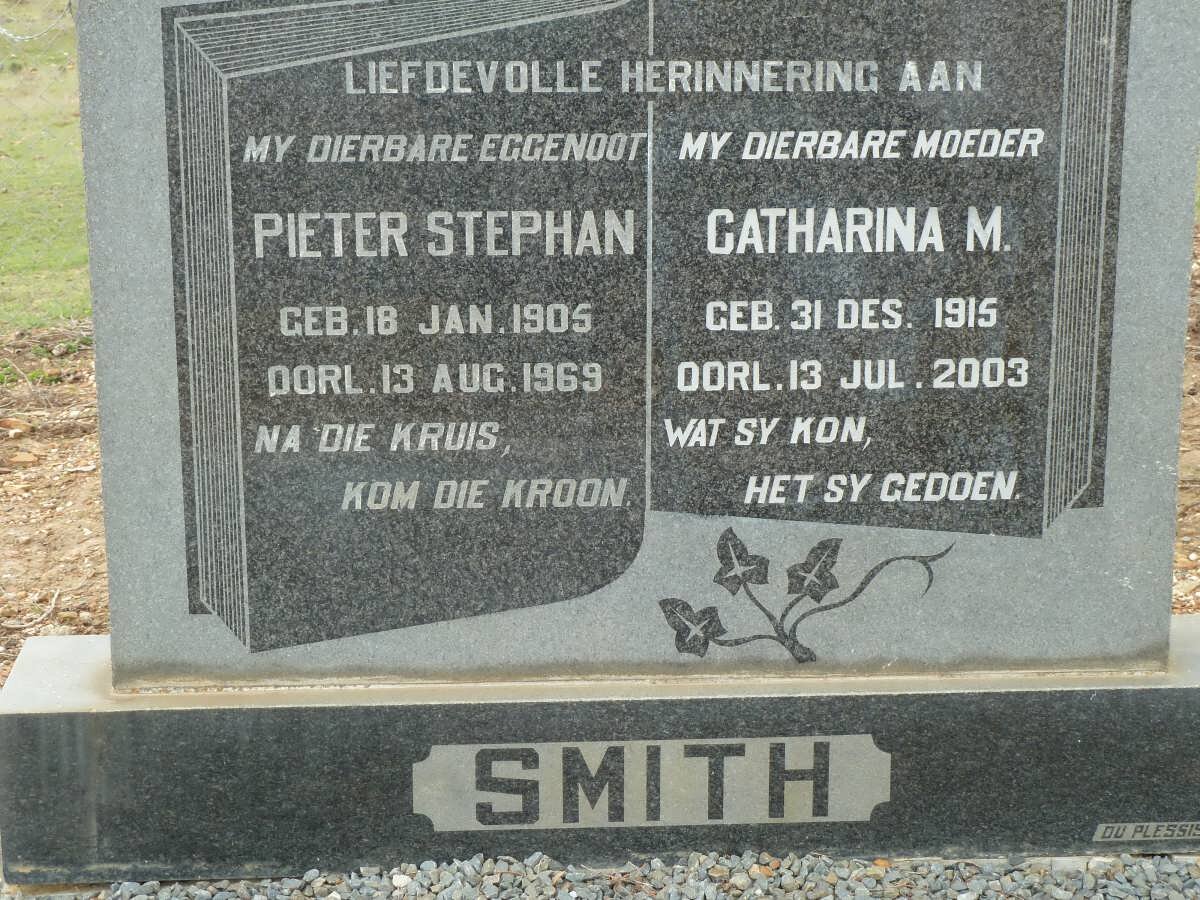 LIEFDEVOLLE HERINNERING AAN
MY DIERBARE EGGENOOT
PIETER STEPHAN
GEB. 18 JAN. 1905
OORL. 13 AUG. 1969
NA DIE KRUIS,
KOM DIE KROON.
MY DIERBARE MOEDER
CATHARINA M.
GEB. 31 DES. 1915
OORL. 13 JUL. 2003
WAT SY KON,
HET SY GEDOEN.
SMITH
DU PLESSIS